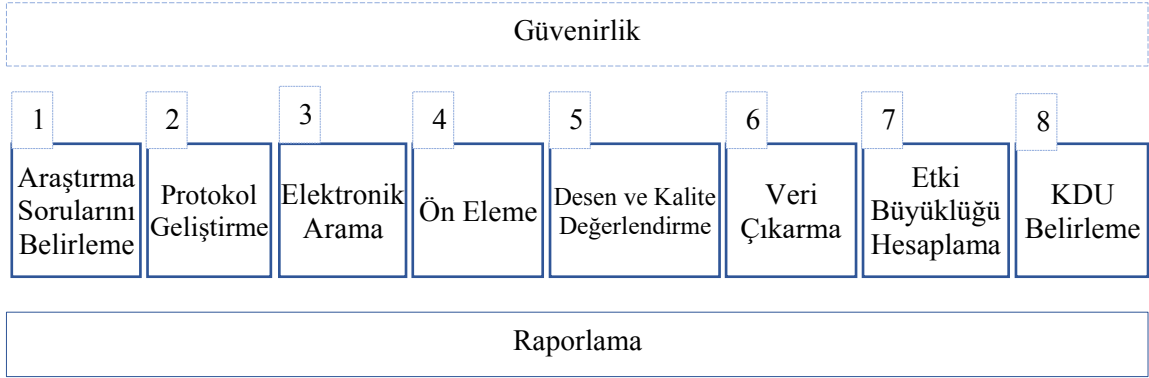 Güvenirlik
1
Araştırma
Sorularını
Belirleme
2
Protokol
Geliştirme
3
Elektronik
Arama
4
Ön Eleme
5
Desen ve Kalite
Değerlendirme
6
Veri
Çıkarma
7
Etki
Büyüklüğü
Hesaplama
8
KDU
Belirleme
Raporlama